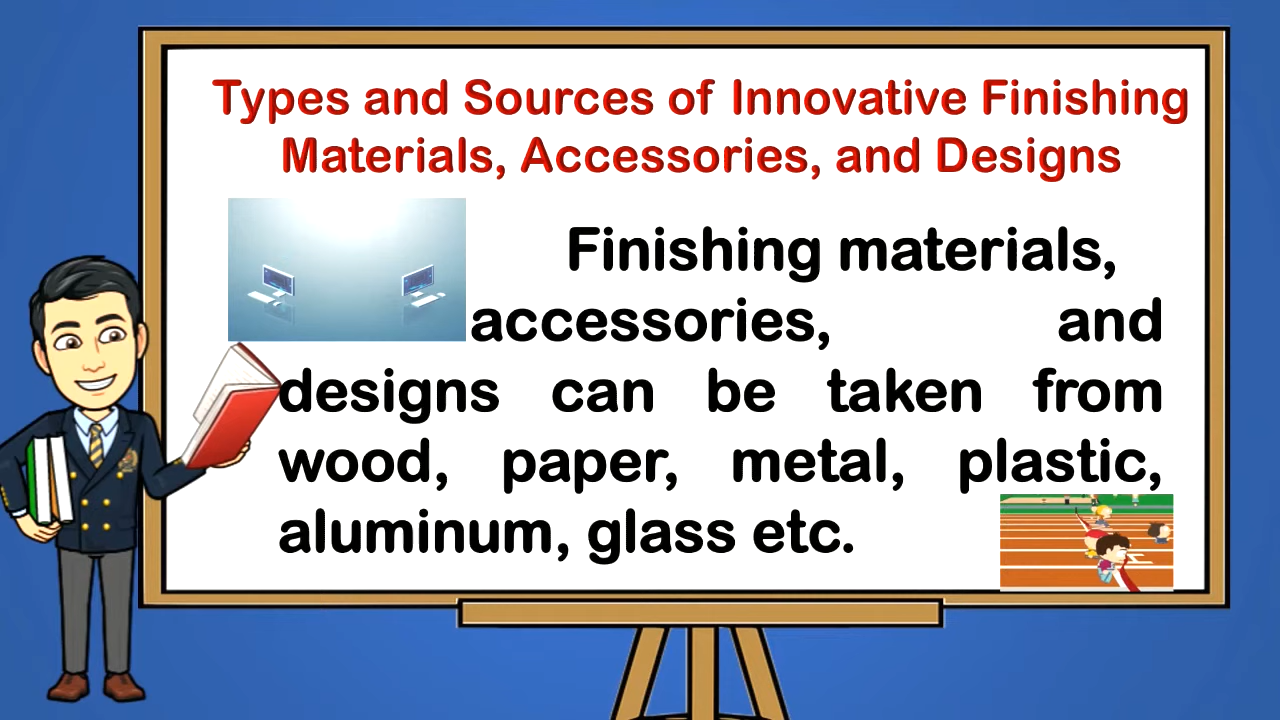 Types and Sources of Innovative Finishing
Materials, Accessories, and Designs
Finishing materials,
accessories, and
designs can be taken from
wood, paper, metal, plastic,
aluminum, glass etc.